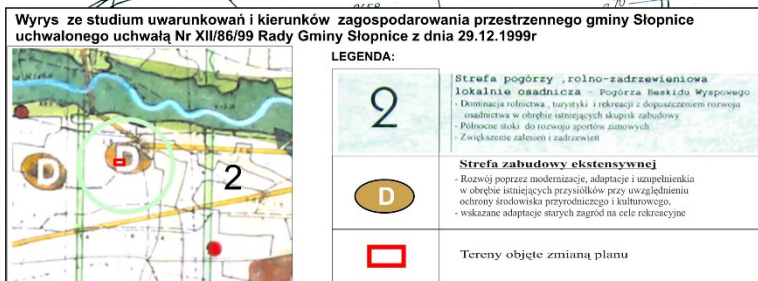 Wyrys ze studium uwarunkowań i kierunków zagospodarowania przestrzennego gminy Słopnice
uchwalonego uchwałą Nr XII/86/99 Rady Gminy Słopnice z dnia 29.12.1999r
LEGENDA:
D
D
2
2
Strefa pogórzy ,rolno-zadrzewieniowa
lokalnie osadnicza - Pogórza Beskidu Wyspowego
- Dominacja rolnictwa , turystyki i rekreacji z dopuszczeniem rozwoju
osadnictwa w obrębie istniejących skupisk zabudowy
- Północne stoki do rozwoju sportów zimowych
- Zwiększenie zalesień i zadrzewień
D
Strefa zabudowy ekstensywnej
- Rozwój poprzez modernizacje, adaptacje i uzupełnienkia
w obrębie istniejących przysiółków przy uwzględnieniu
ochrony środowiska przyrodniczego i kulturowego,
- wskazane adaptacje starych zagród na cele rekreacyjne
Tereny objęte zmianą planu